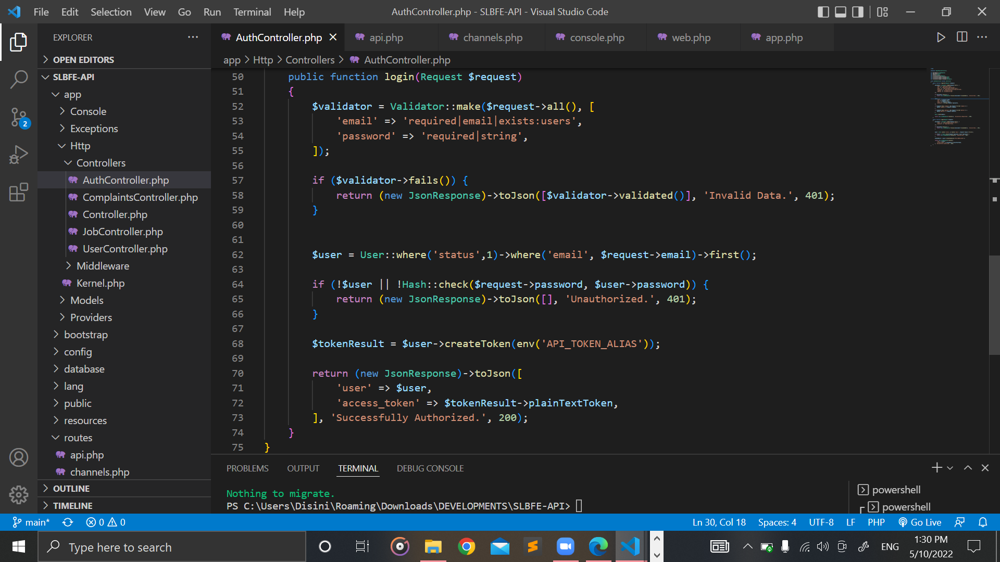 File Edit Selection View Go Run Terminal Help
AuthController.php - SLBFE-API - Visual Studio Code
EXPLORER
OPEN EDITORS
SLBFE-API
app
Console
Exceptions
Http
Controllers
AuthController.php
ComplaintsController.php
Controller.php
JobController.php
UserController.php
Middleware
Kernel.php
Models
Providers
bootstrap
config
database
lang
public
resources
routes
api.php
channels.php
OUTLINE
TIMELINE
2
AuthController.php api.php channels.php console.php web.php app.php
app > Http > Controllers > AuthController.php
50 public function login(Request $request)
51 {
52 $validator = Validator::make($request->all(), [
53 'email' => 'required|email|exists:users',
54 'password' => 'required|string',
55 ]);
56
57 if ($validator->fails()) {
58 return (new JsonResponse)->toJson([$validator->validated()], 'Invalid Data.', 401);
59 }
60
61
62 $user = User::where('status',1)->where('email', $request->email)->first();
63
64 if (!$user || !Hash::check($request->password, $user->password)) {
65 return (new JsonResponse)->toJson([], 'Unauthorized.', 401);
66 }
67
68 $tokenResult = $user->createToken(env('API_TOKEN_ALIAS'));
69
70 return (new JsonResponse)->toJson([
71 'user' => $user,
72 'access_token' => $tokenResult->plainTextToken,
73 ], 'Successfully Authorized.', 200);
74 }
75 }
PROBLEMS OUTPUT TERMINAL DEBUG CONSOLE
Nothing to migrate.
PS C:\Users\Disini\Roaming\Downloads\DEVELOPMENTS\SLBFE-API>
powershell
powershell
main* 0 0
Ln 30, Col 18 Spaces: 4 UTF-8 LF PHP Go Live
Type here to search
ENG
1:30 PM
5/10/2022